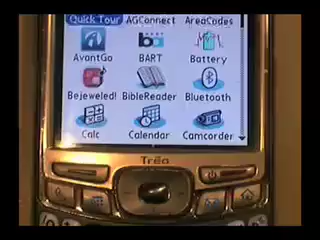 Quick Tour AGConnect AreaCodes
AvantGo BART Battery
Bejeweled! BibleReader Bluetooth
Calc Calendar Camcorder
Treo